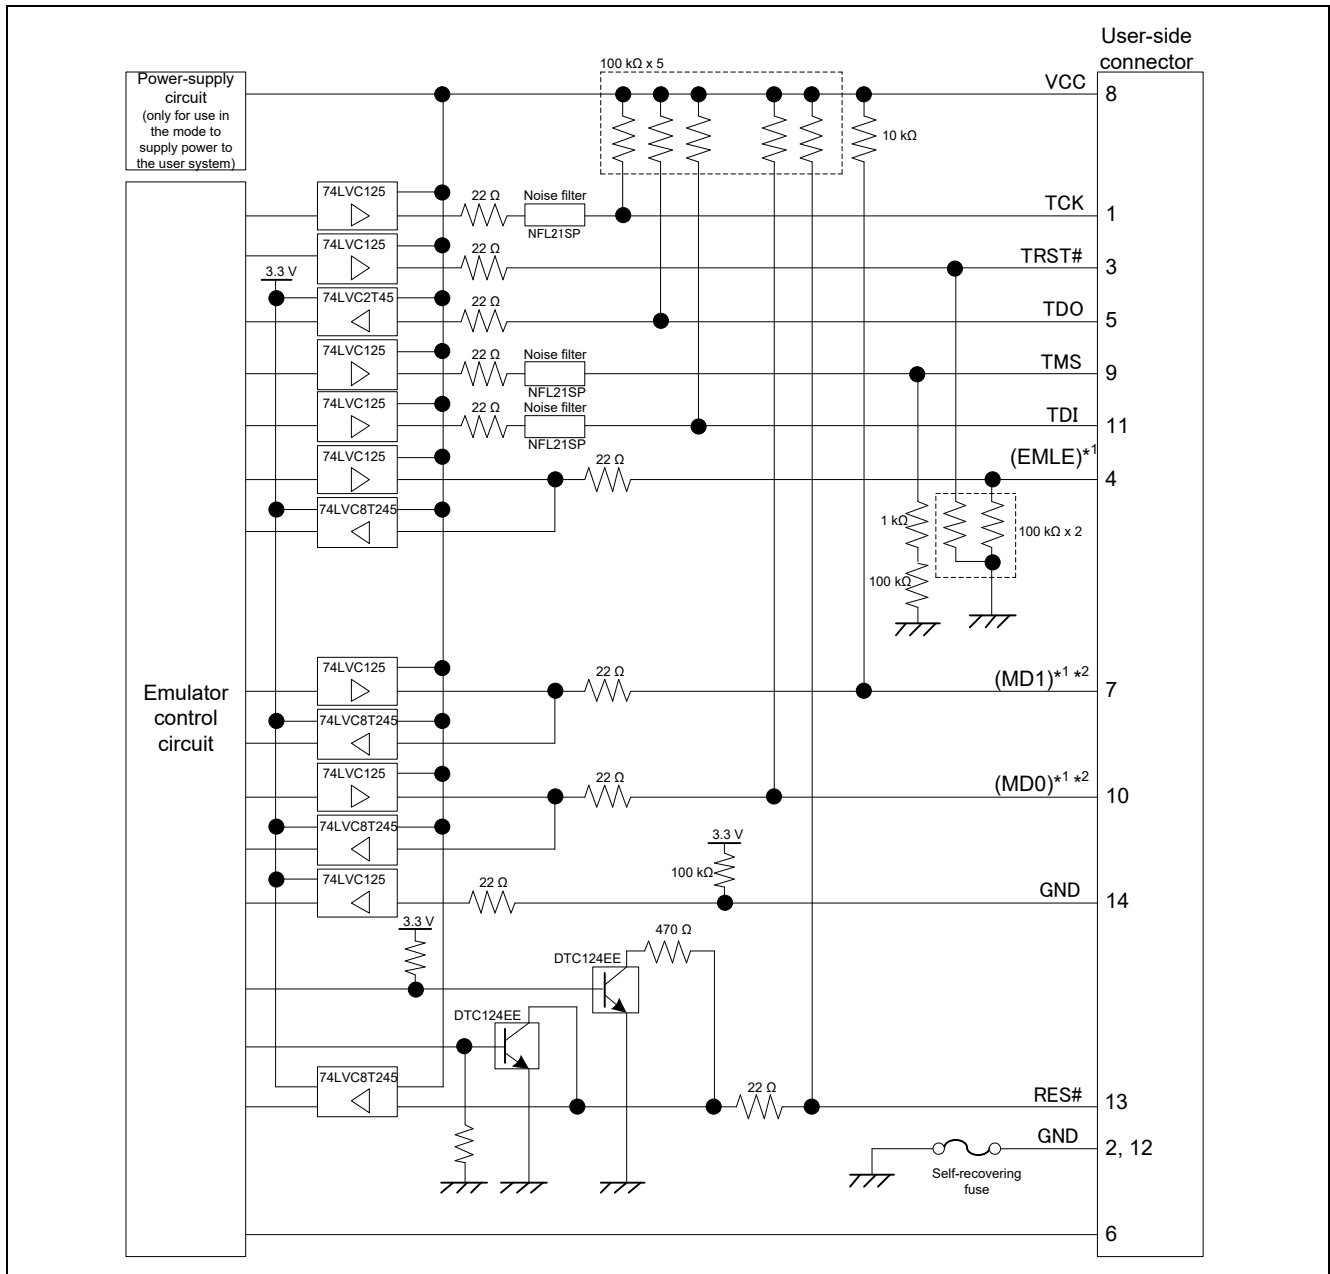 User-side
connector
Power-supply
circuit
(only for use in
the mode to
supply power to
the user system)
100 kΩ x 5
VCC
8
10 kΩ
74LVC125
22 Ω
Noise filter
NFL21SP
TCK
1
74LVC125
22 Ω
TRST#
3
3.3 V
74LVC2T45
22 Ω
TDO
5
74LVC125
22 Ω
Noise filter
NFL21SP
TMS
9
74LVC125
22 Ω
Noise filter
NFL21SP
TDI
11
74LVC125
22 Ω
(EMLE)*1
4
74LVC8T245
1 kΩ
100 kΩ x 2
100 kΩ
Emulator
control
circuit
74LVC125
22 Ω
(MD1)*1 *2
7
74LVC8T245
74LVC125
22 Ω
(MD0)*1 *2
10
74LVC8T245
3.3 V
100 kΩ
74LVC125
22 Ω
GND
14
3.3 V
470 Ω
DTC124EE
DTC124EE
74LVC8T245
22 Ω
RES#
13
GND
2, 12
Self-recovering
fuse
6